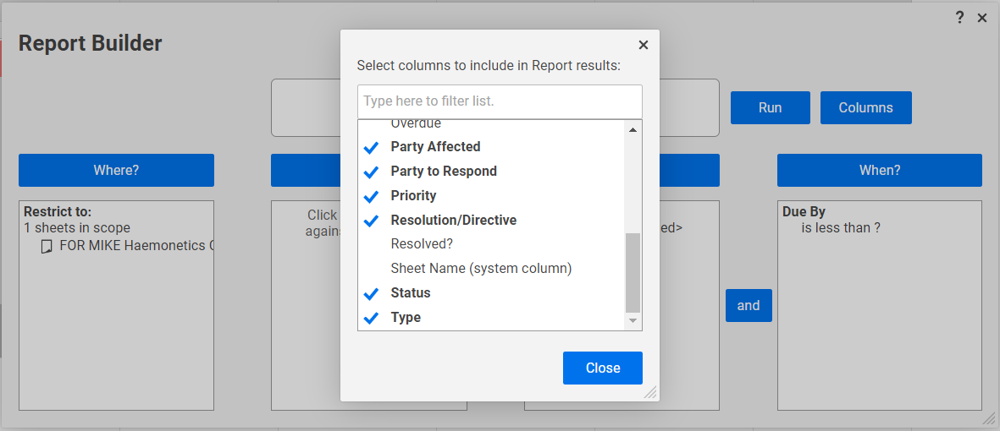 ? ×
Report Builder
×
Select columns to include in Report results:
Type here to filter list.
Run
Columns
Overdue
Party Affected
Party to Respond
Priority
Resolution/Directive
Resolved?
Sheet Name (system column)
Status
Type
Close
Where?
When?
Restrict to:
1 sheets in scope
FOR MIKE Haemonetics
Click
ed>
Due By
is less than ?
and